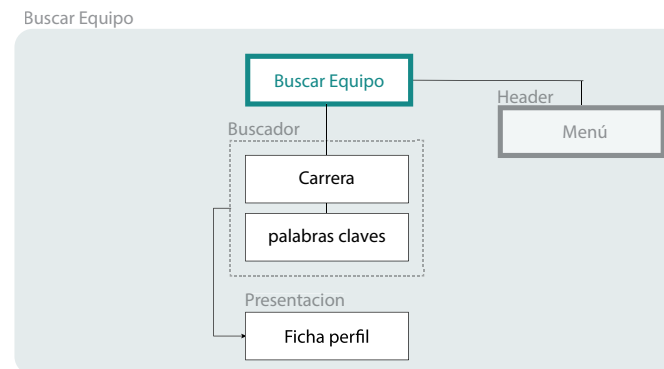 Buscar Equipo
Buscar Equipo
Header
Menú
Buscador
Carrera
palabras claves
Presentacion
Ficha perfil